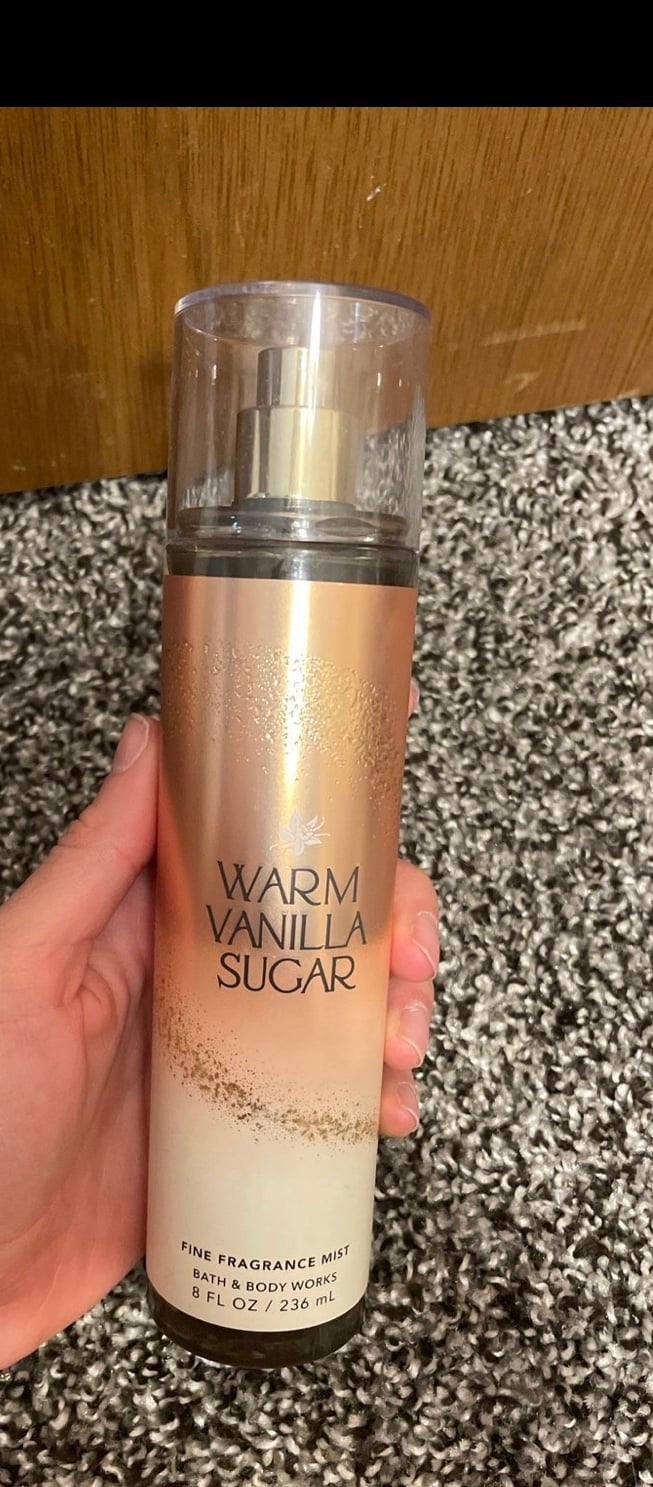 WARM
VANILLA
SUGAR
FINE FRAGRANCE MIST
BATH & BODY WORKS
8 FL OZ / 236 mL